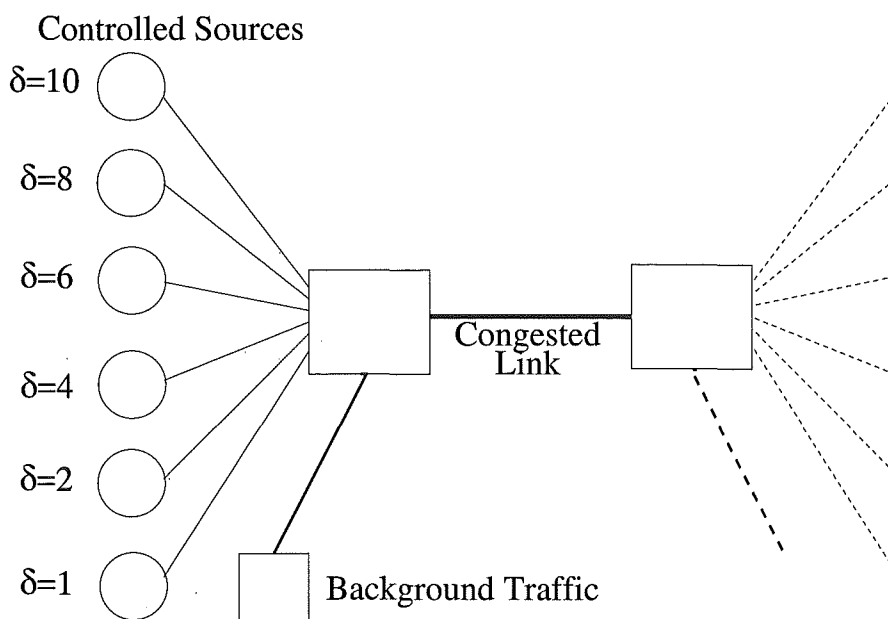 Controlled Sources
δ=10
δ=8
δ=6
δ=4
δ=2
δ=1
Congested
Link
Background Traffic